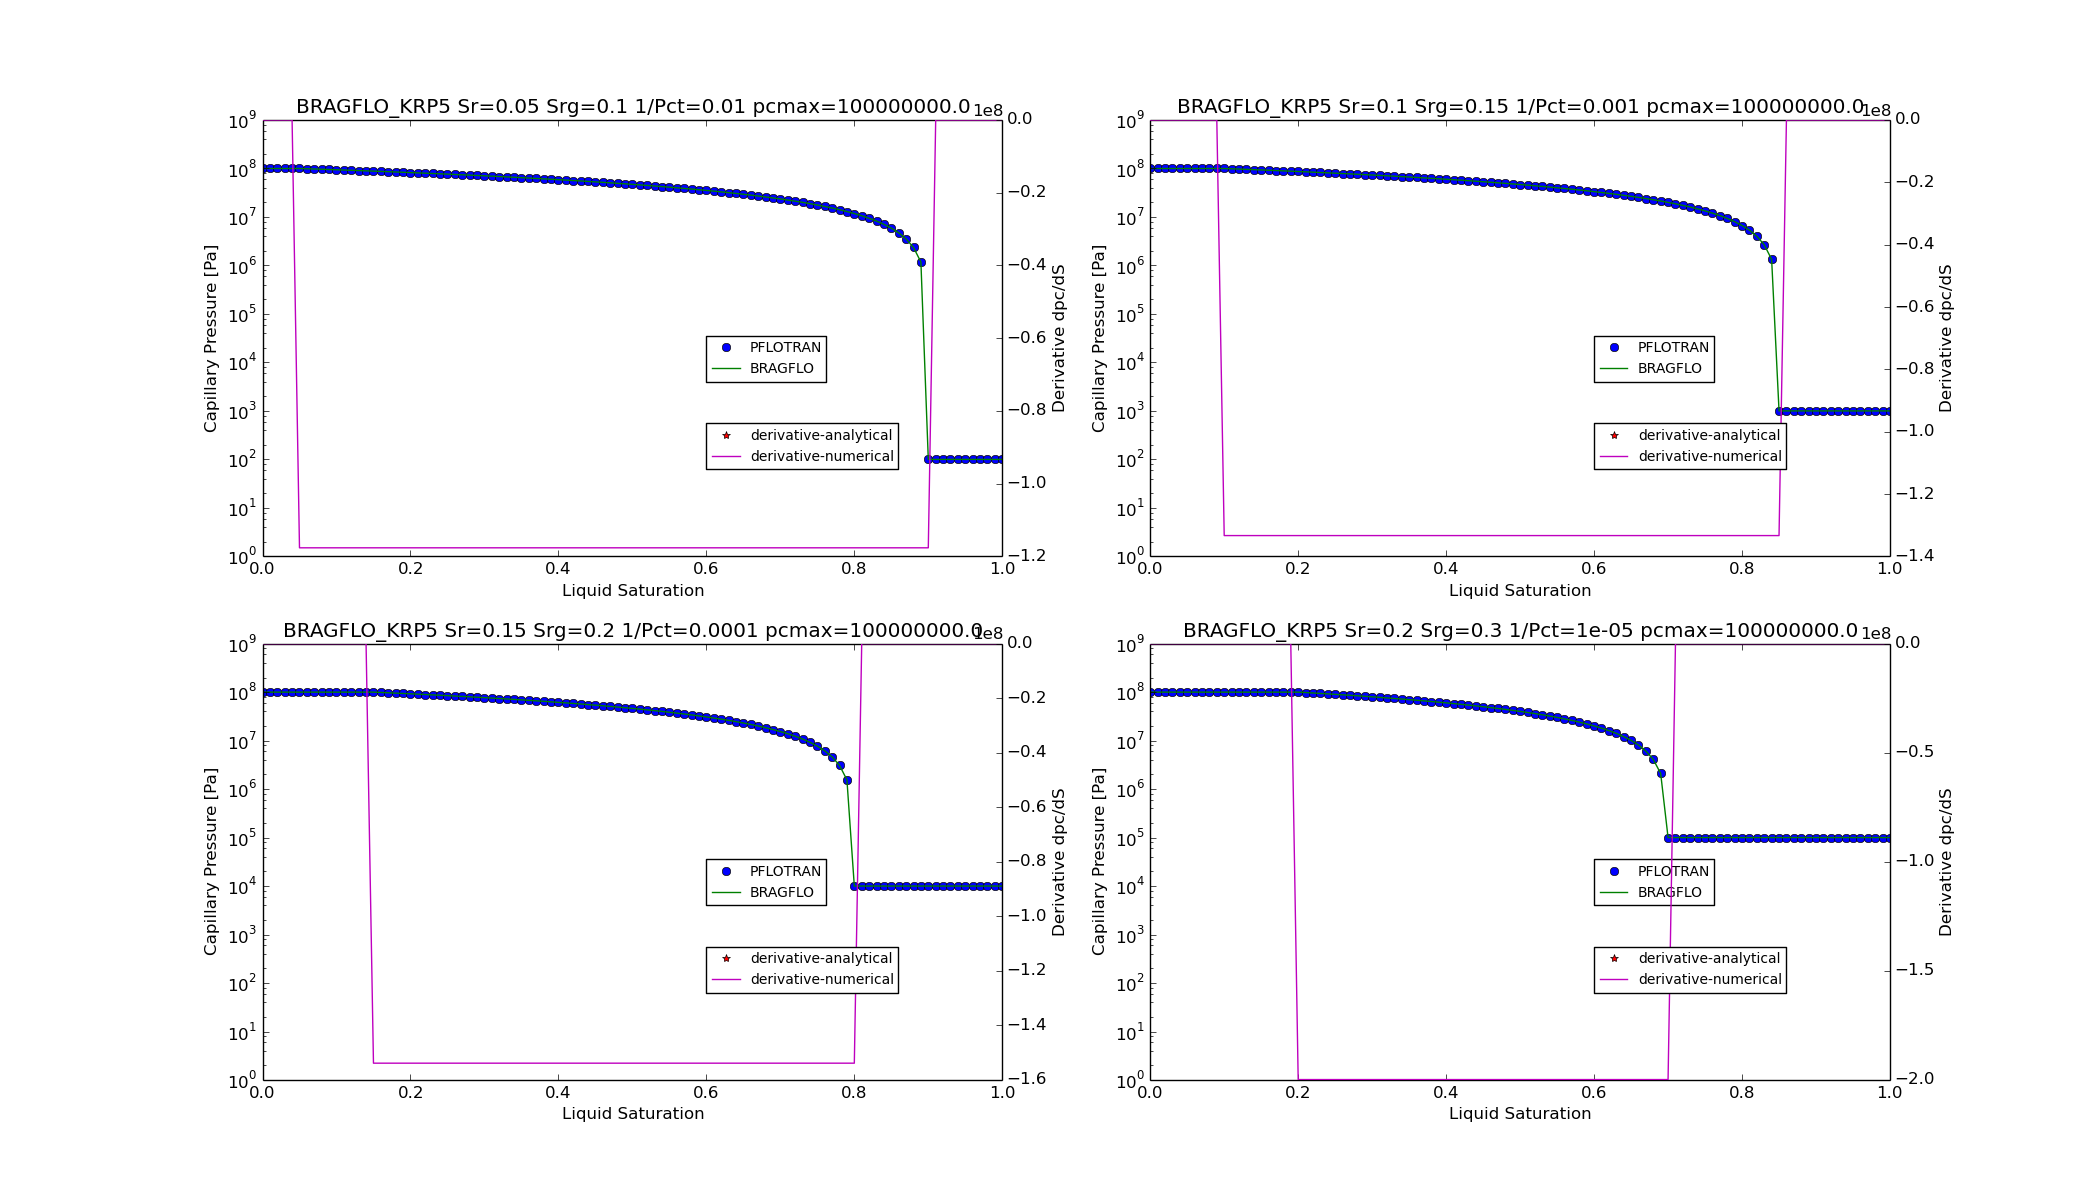 BRAGFLO_KRP5 Sr=0.05 Srg=0.1 1/Pct=0.01 pcmax=100000000.0
1e8
Capillary Pressure [Pa]
10^9
10^8
10^7
10^6
10^5
10^4
10^3
10^2
10^1
10^0
0.0
−0.2
−0.4
−0.6
−0.8
−1.0
−1.2
Derivative dpc/dS
PFLOTRAN
BRAGFLO
derivative-analytical
derivative-numerical
0.0 0.2 0.4 0.6 0.8 1.0
Liquid Saturation
BRAGFLO_KRP5 Sr=0.1 Srg=0.15 1/Pct=0.001 pcmax=100000000.0
1e8
Capillary Pressure [Pa]
10^9
10^8
10^7
10^6
10^5
10^4
10^3
10^2
10^1
10^0
0.0
−0.2
−0.4
−0.6
−0.8
−1.0
−1.2
−1.4
Derivative dpc/dS
PFLOTRAN
BRAGFLO
derivative-analytical
derivative-numerical
0.0 0.2 0.4 0.6 0.8 1.0
Liquid Saturation
BRAGFLO_KRP5 Sr=0.15 Srg=0.2 1/Pct=0.0001 pcmax=100000000.0
1e8
Capillary Pressure [Pa]
10^9
10^8
10^7
10^6
10^5
10^4
10^3
10^2
10^1
10^0
0.0
−0.2
−0.4
−0.6
−0.8
−1.0
−1.2
−1.4
−1.6
Derivative dpc/dS
PFLOTRAN
BRAGFLO
derivative-analytical
derivative-numerical
0.0 0.2 0.4 0.6 0.8 1.0
Liquid Saturation
BRAGFLO_KRP5 Sr=0.2 Srg=0.3 1/Pct=1e-05 pcmax=100000000.0
1e8
Capillary Pressure [Pa]
10^9
10^8
10^7
10^6
10^5
10^4
10^3
10^2
10^1
10^0
0.0
−0.5
−1.0
−1.5
−2.0
Derivative dpc/dS
PFLOTRAN
BRAGFLO
derivative-analytical
derivative-numerical
0.0 0.2 0.4 0.6 0.8 1.0
Liquid Saturation